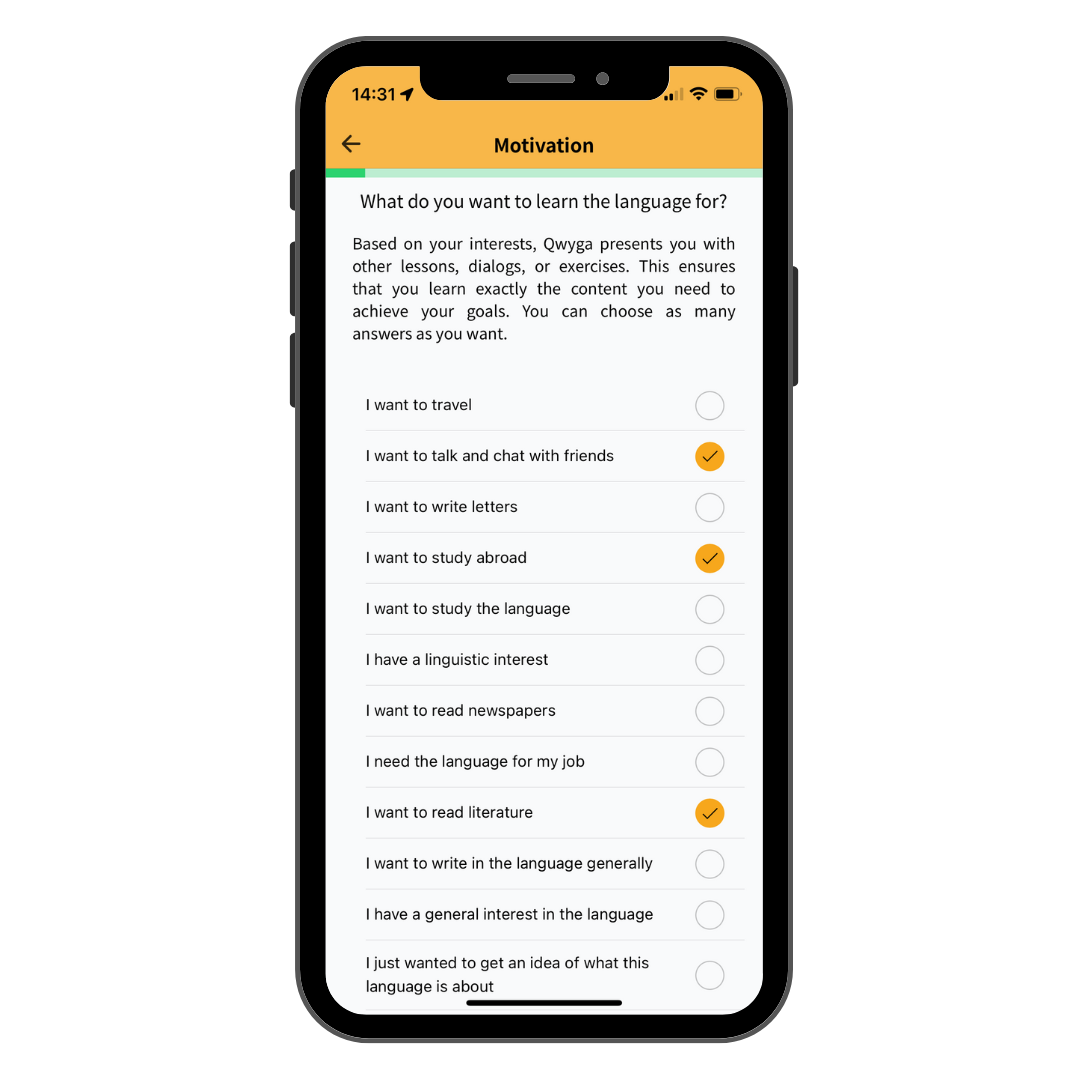 14:31
Motivation
What do you want to learn the language for?
Based on your interests, Qwyga presents you with
other lessons, dialogs, or exercises. This ensures
that you learn exactly the content you need to
achieve your goals. You can choose as many
answers as you want.
I want to travel
I want to talk and chat with friends
I want to write letters
I want to study abroad
I want to study the language
I have a linguistic interest
I want to read newspapers
I need the language for my job
I want to read literature
I want to write in the language generally
I have a general interest in the language
I just wanted to get an idea of what this
language is about